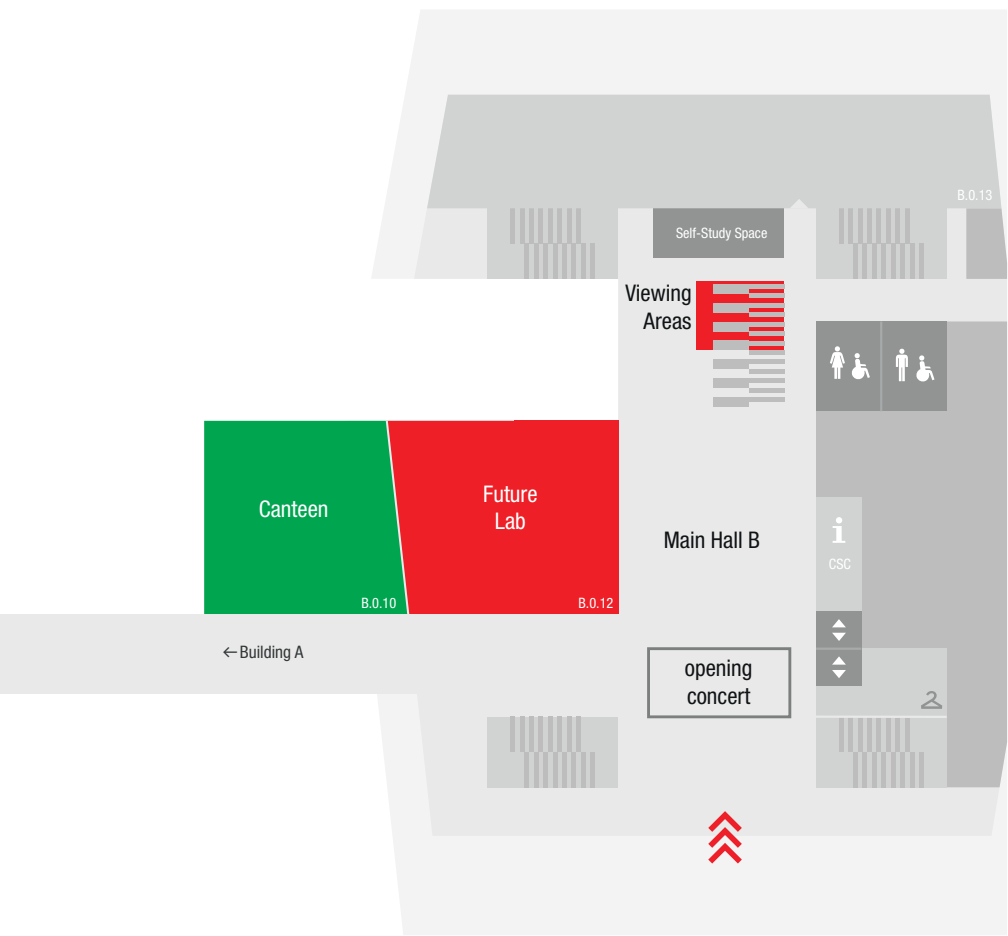 B.0.13
Self-Study Space
Viewing
Areas
Canteen
Future
Lab
Main Hall B
i
CSC
B.0.10
B.0.12
←Building A
opening
concert